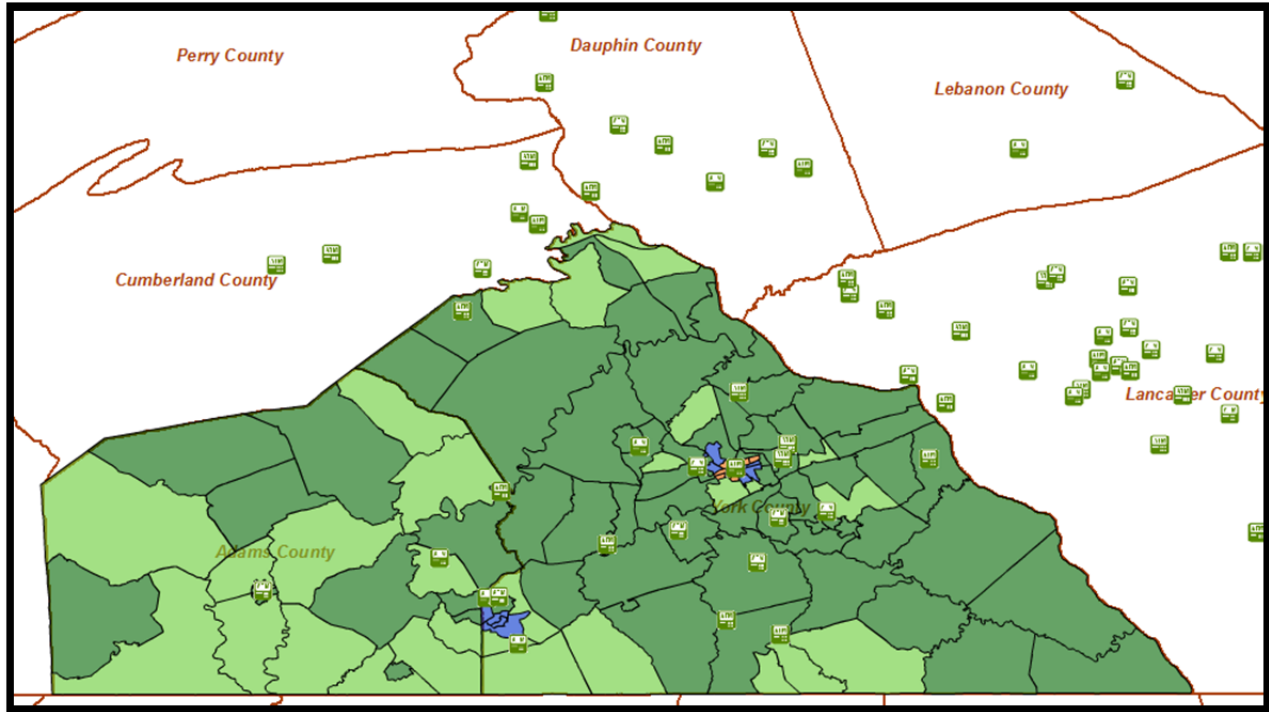 Perry County
Dauphin County
Lebanon County
Cumberland County
Lancaster County
York County
Adams County